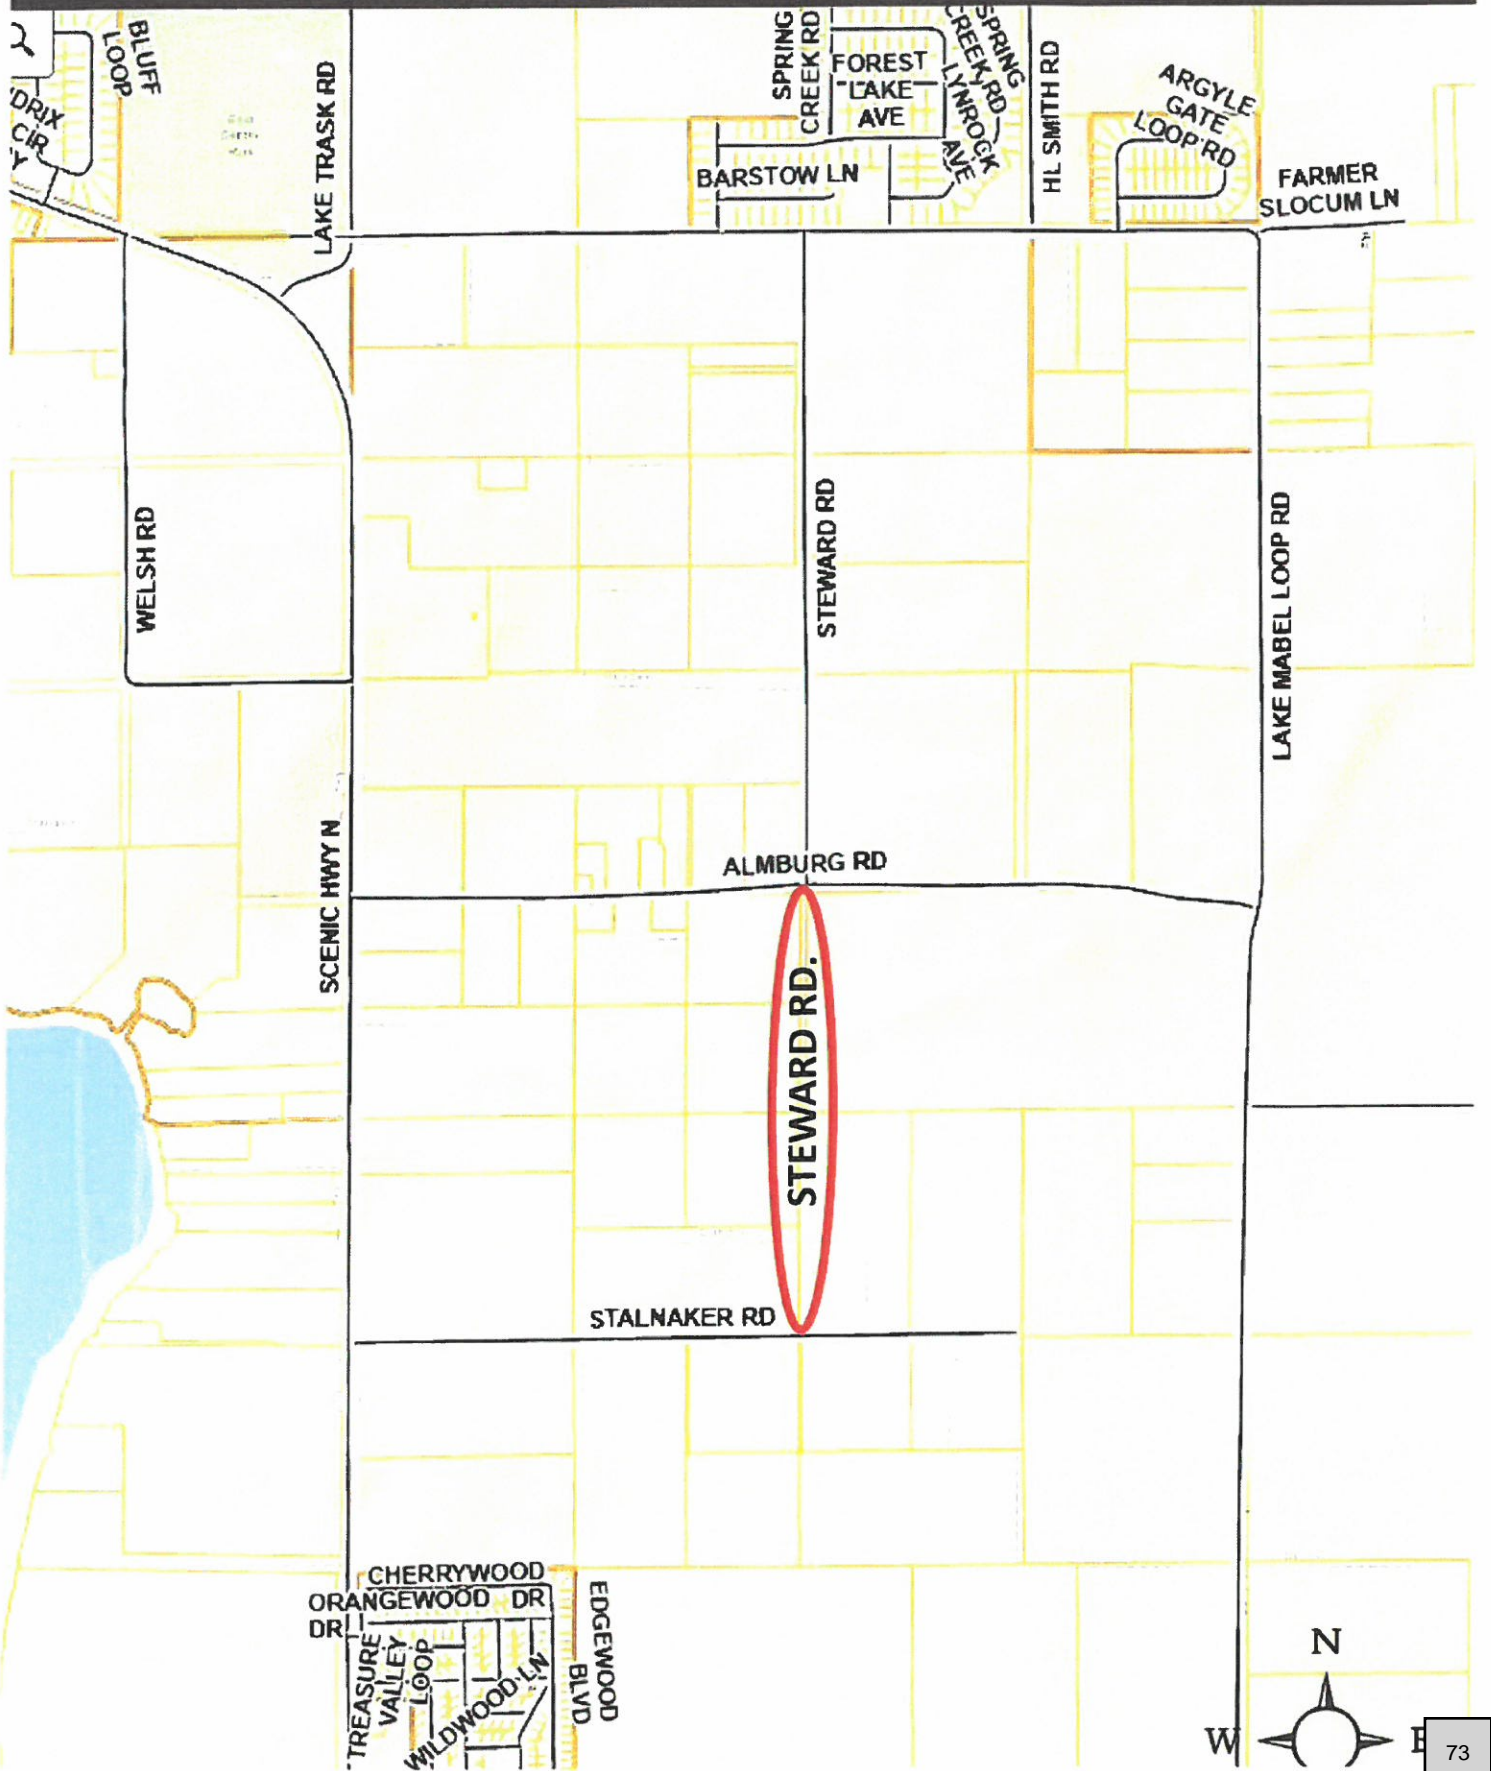 BLUFF
LOOP
DRIX
CIR
Y
LAKE TRASK RD
SPRING
CREEK RD
FOREST
LAKE
AVE
SPRING
CREEK RD
LYNROCK
AVE
HL SMITH RD
ARGYLE
GATE
LOOP RD
BARSTOW LN
FARMER
SLOCUM LN
WELSH RD
STEWARD RD
LAKE MABEL LOOP RD
SCENIC HWY N
ALMBURG RD
STEWARD RD.
STALNAKER RD
CHERRYWOOD
ORANGEWOOD DR
DR
TREASURE
VALLEY
LOOP
WILDWOOD LN
EDGEWOOD
BLVD
N
W
E
73